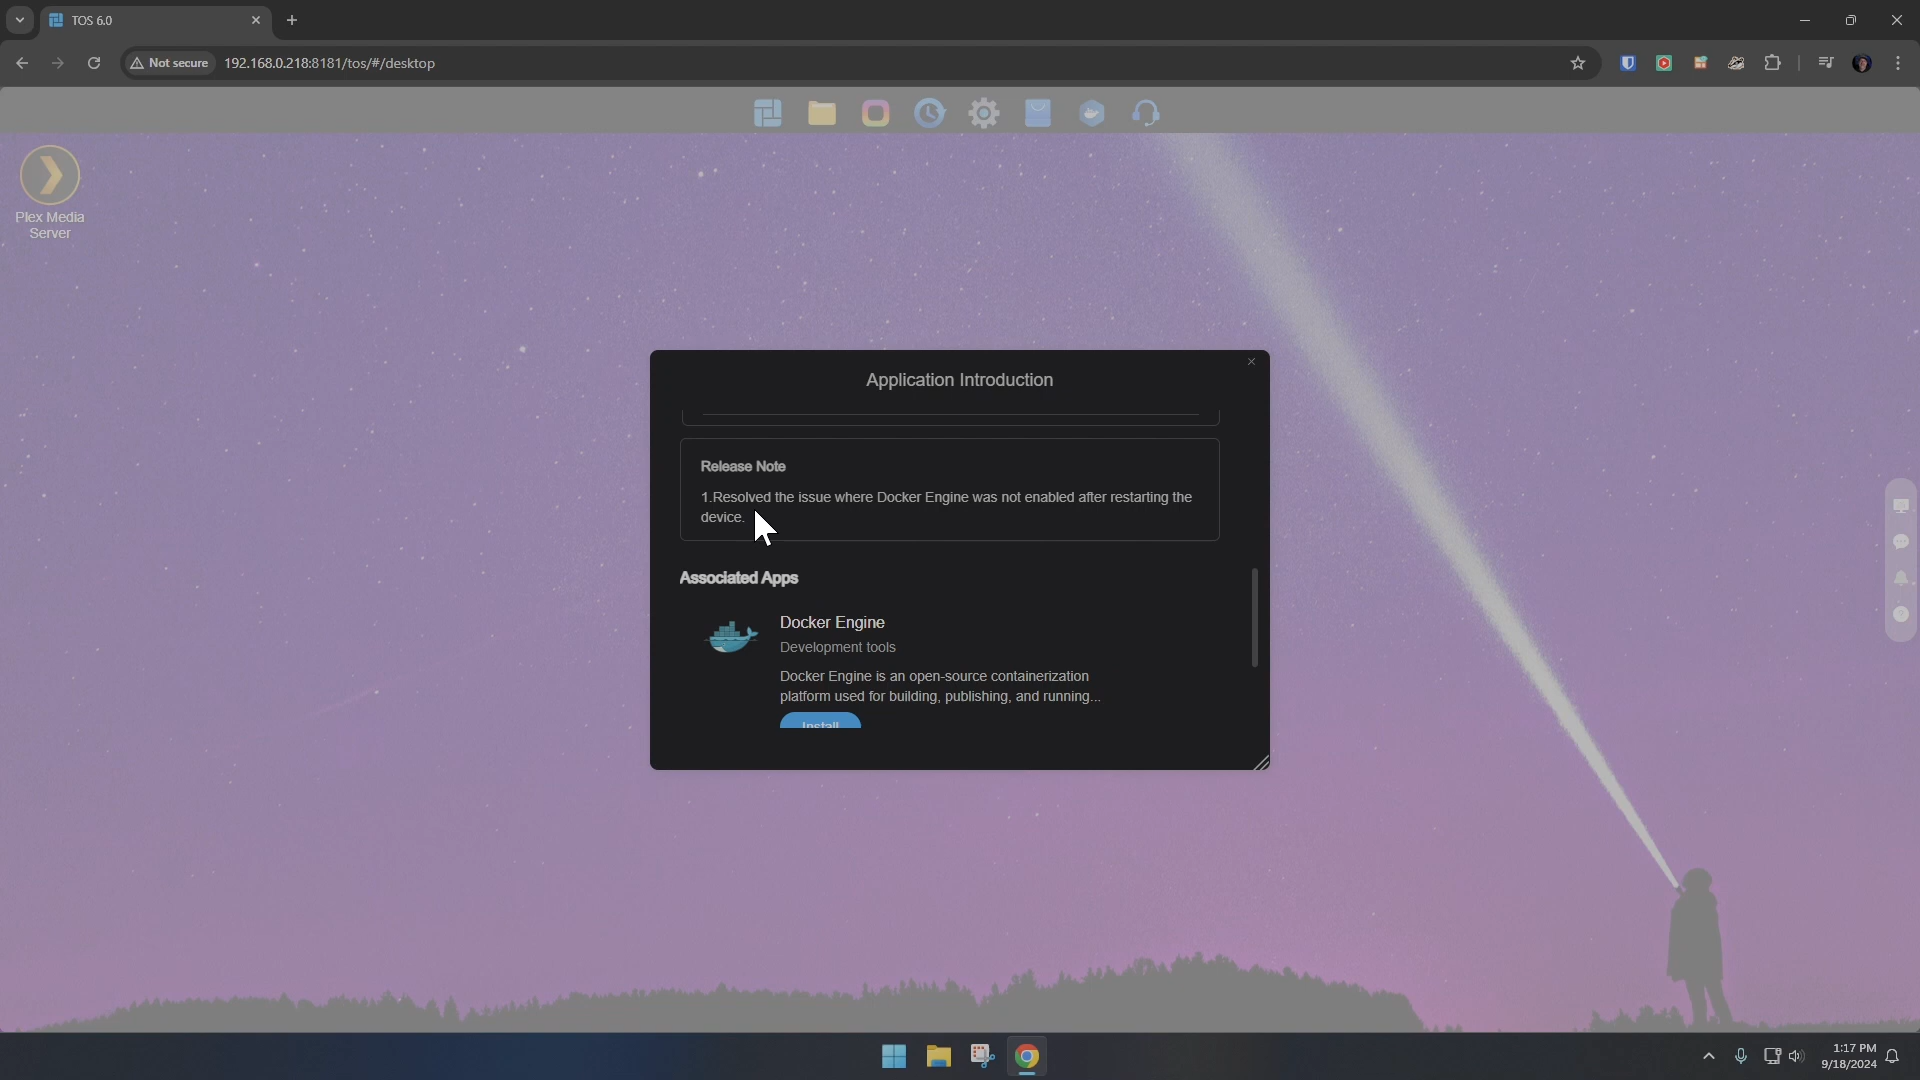 TOS 6.0
Not secure
192.168.0.218:8181/tos/#/desktop
Plex Media
Server
Application Introduction
Release Note
1.Resolved the issue where Docker Engine was not enabled after restarting the
device.
Associated Apps
Docker Engine
Development tools
Docker Engine is an open-source containerization
platform used for building, publishing, and running...
Install
1:17 PM
9/18/2024